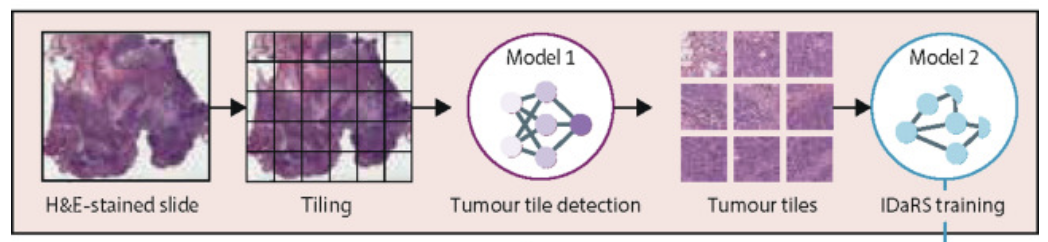 Model 1
Model 2
H&E-stained slide
Tiling
Tumour tile detection
Tumour tiles
IDaRS training